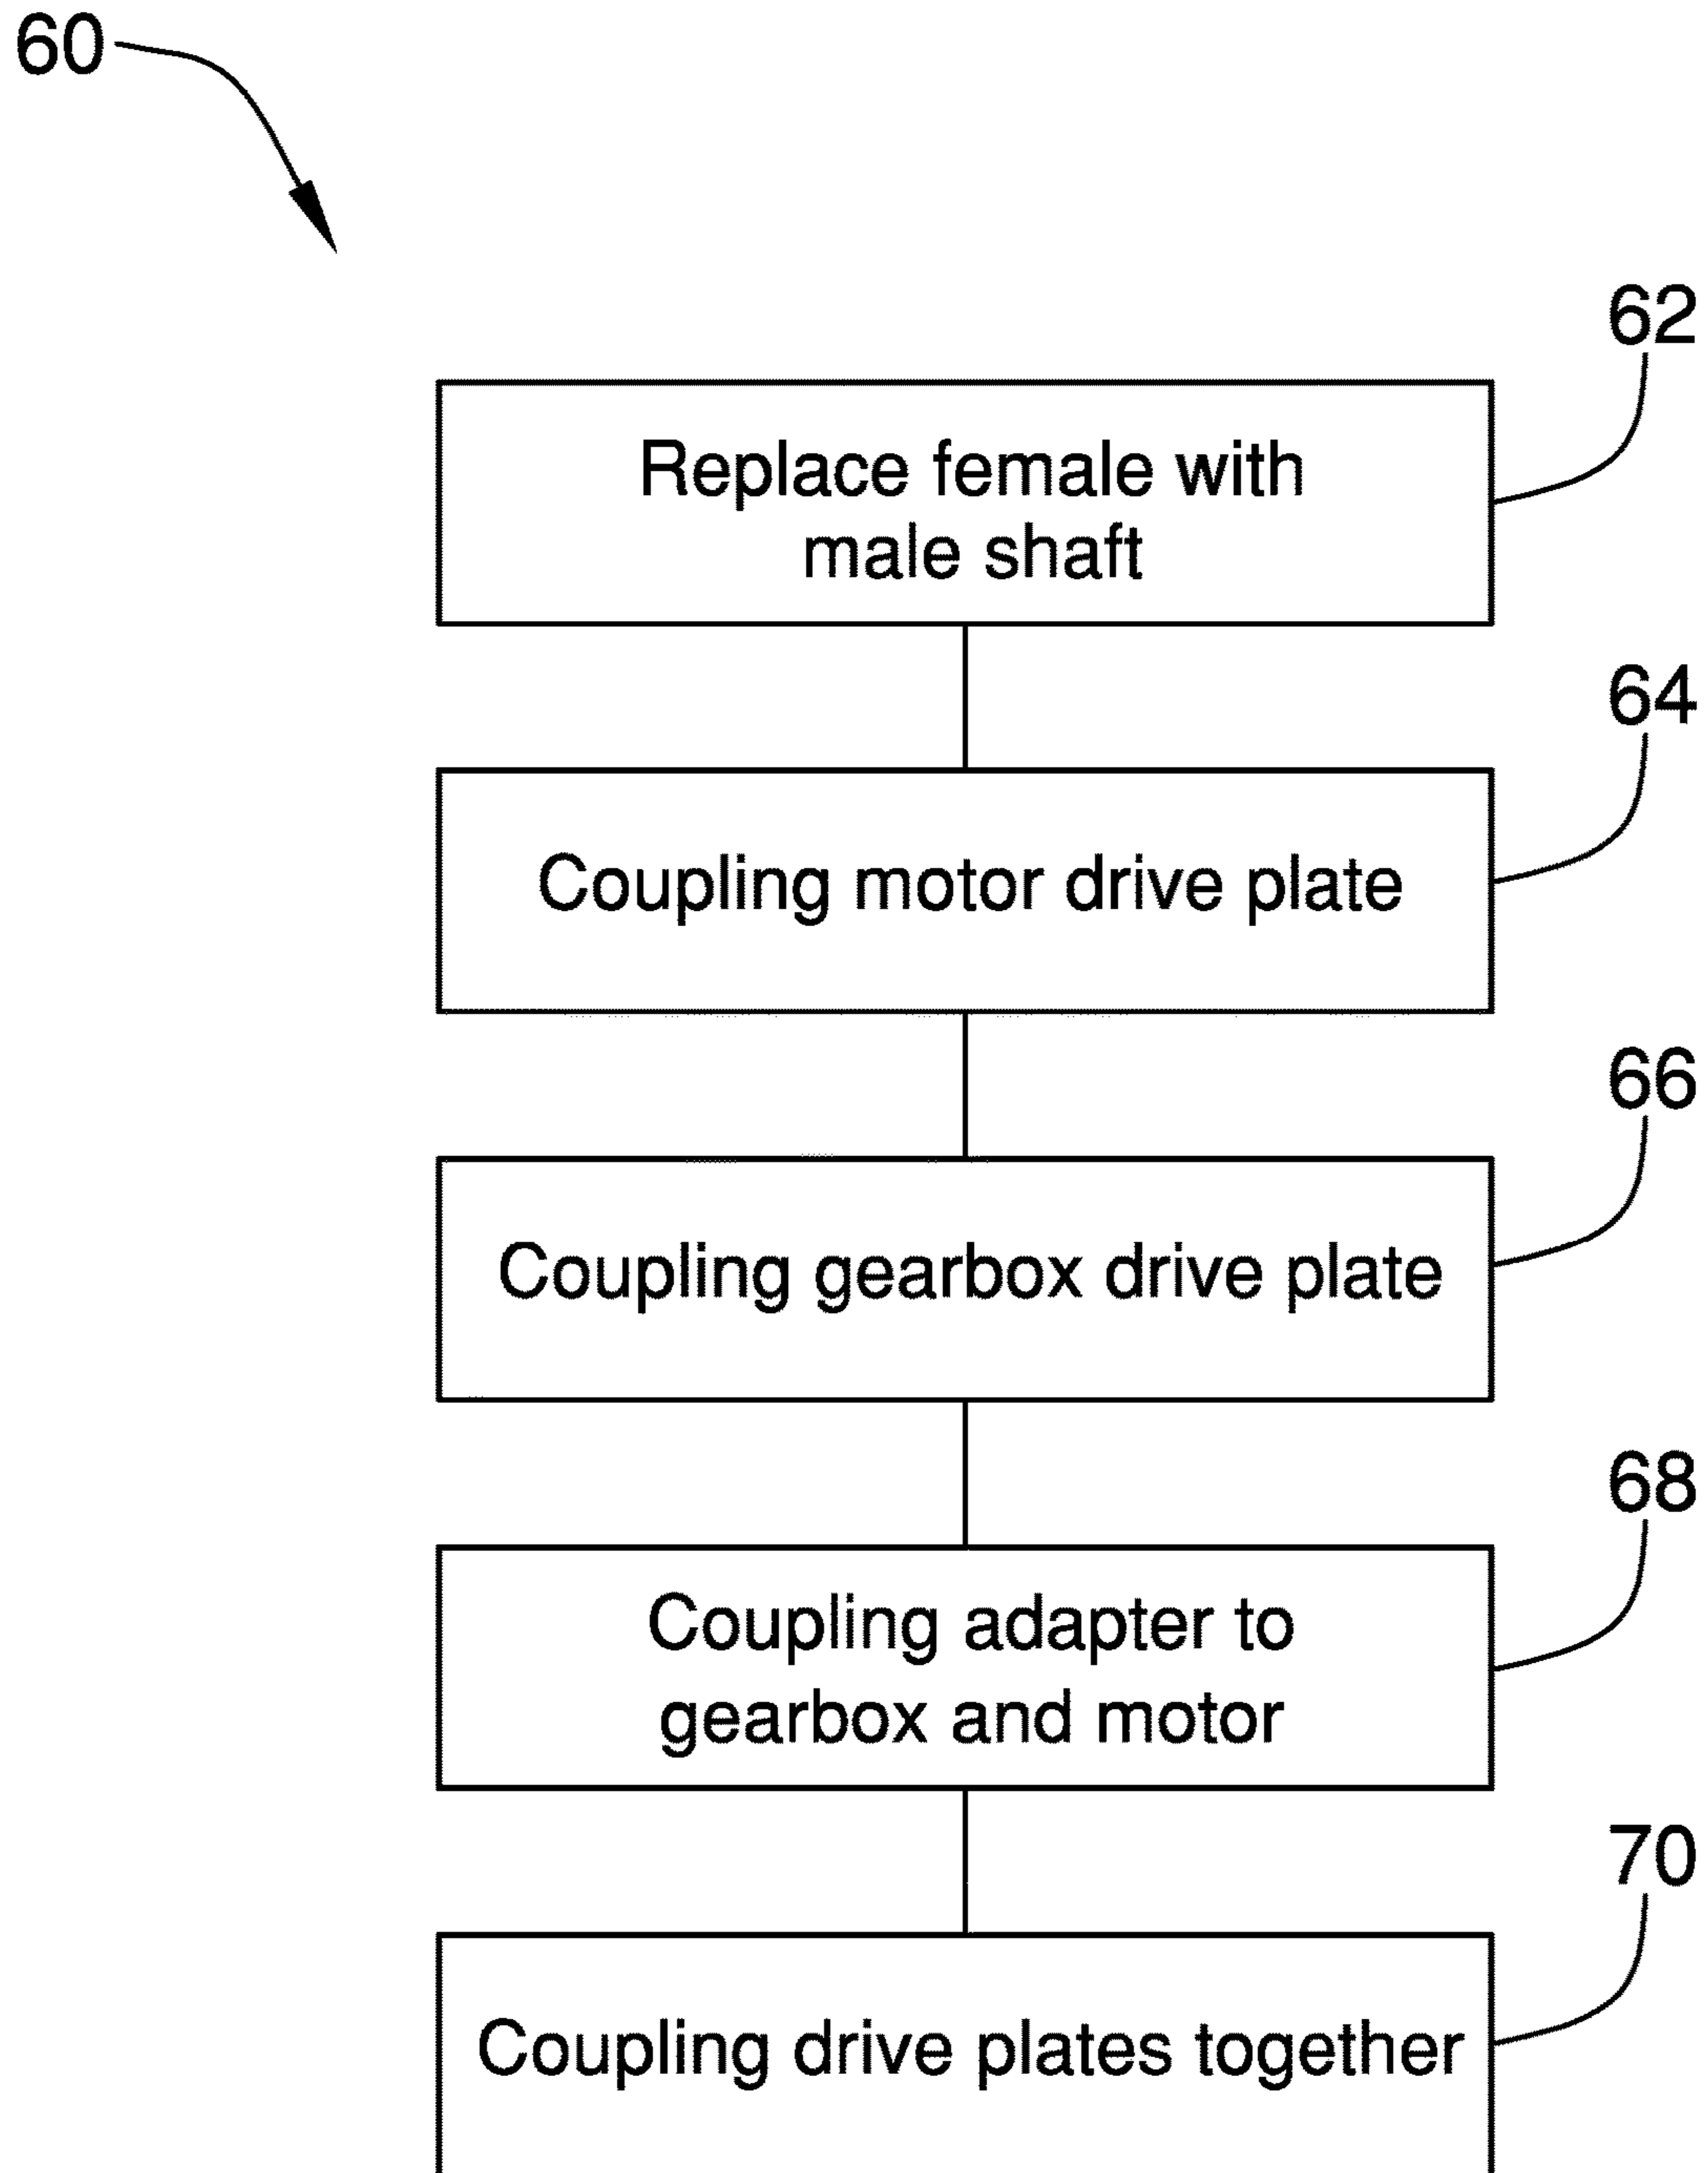 60
62
Replace female with
male shaft
64
Coupling motor drive plate
66
Coupling gearbox drive plate
68
Coupling adapter to
gearbox and motor
70
Coupling drive plates together